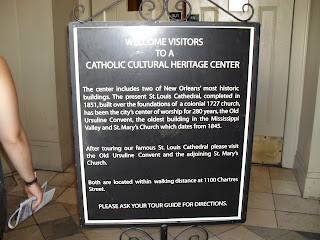 WELCOME VISITORS
TO A
CATHOLIC CULTURAL HERITAGE CENTER
The center includes two of New Orleans' most historic
buildings. The present St. Louis Cathedral, completed in
1851, built over the foundations of a colonial 1727 church,
has been the city's center of worship for 280 years, the Old
Ursuline Convent, the oldest building in the Mississippi
Valley and St. Mary's Church which dates from 1845.
After touring our famous St. Louis Cathedral please visit
the Old Ursuline Convent and the adjoining St. Mary's
Church.
Both are located within walking distance at 1100 Chartres
Street.
PLEASE ASK YOUR TOUR GUIDE FOR DIRECTIONS.